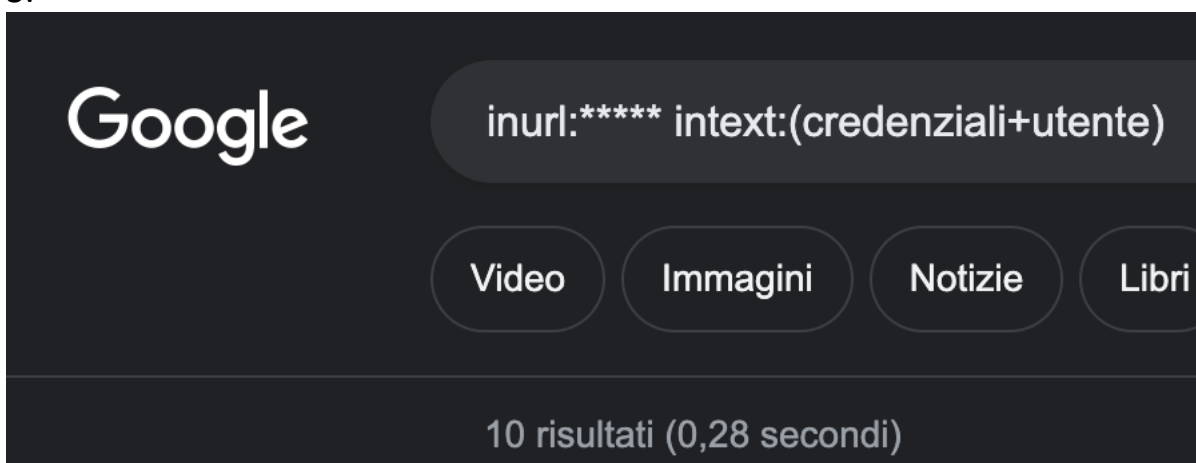 Google
inurl:***** intext:(credenziali+utente)
Video Immagini Notizie Libri
10 risultati (0,28 secondi)